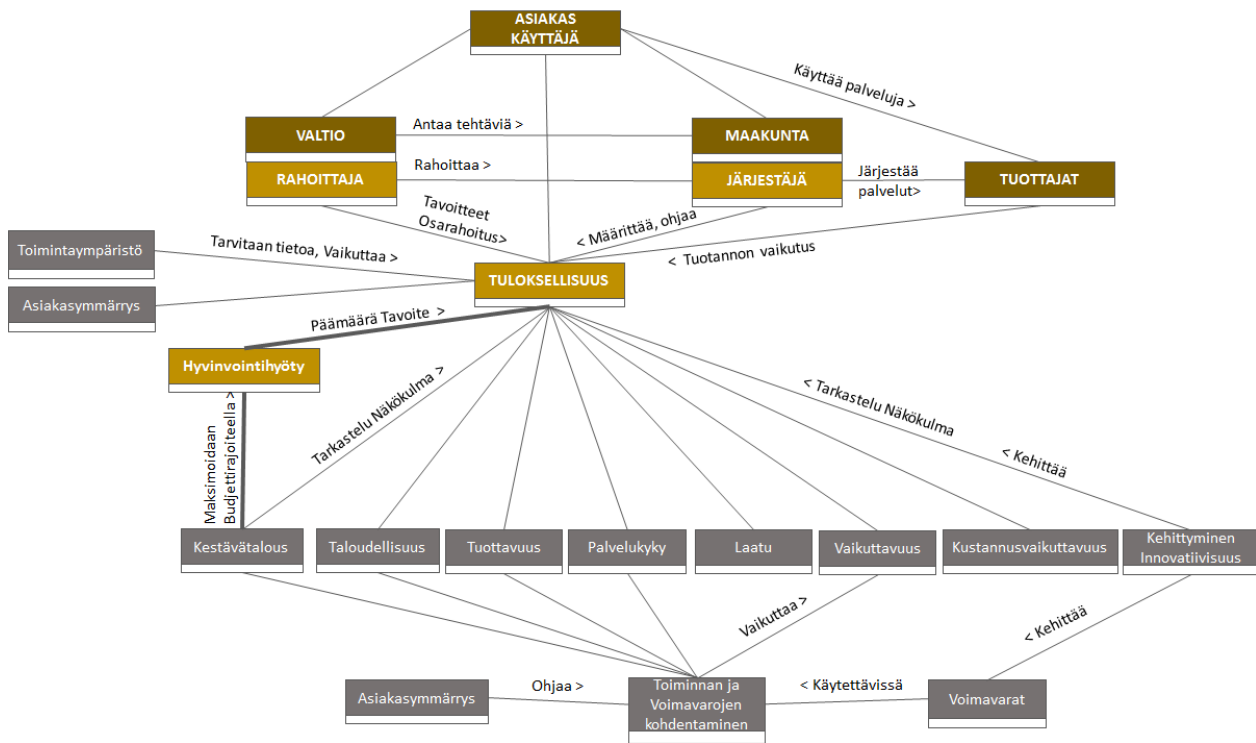 ASIAKAS
KÄYTTÄJÄ
Käyttää palveluja >
VALTIO
Antaa tehtäviä >
MAAKUNTA
RAHOITTAJA
Rahoittaa >
JÄRJESTÄJÄ
Järjestää
palvelut>
TUOTTAJAT
Tavoitteet
Osarahoitus>
< Määrittää, ohjaa
< Tuotannon vaikutus
Toimintaympäristö
Tarvitaan tietoa, Vaikuttaa >
Asiakasymmärrys
TULOKSELLISUUS
Päämäärä Tavoite >
Hyvinvointihyöty
Maksimoidaan
Budjettirajoiteella >
Tarkastelu Näkökulma >
< Tarkastelu Näkökulma
< Kehittää
Kestävätalous
Taloudellisuus
Tuottavuus
Palvelukyky
Laatu
Vaikuttavuus
Kustannusvaikuttavuus
Kehittyminen
Innovatiivisuus
Vaikuttaa >
< Kehittää
Asiakasymmärrys
Ohjaa >
Toiminnan ja
Voimavarojen
kohdentaminen
< Käytettävissä
Voimavarat